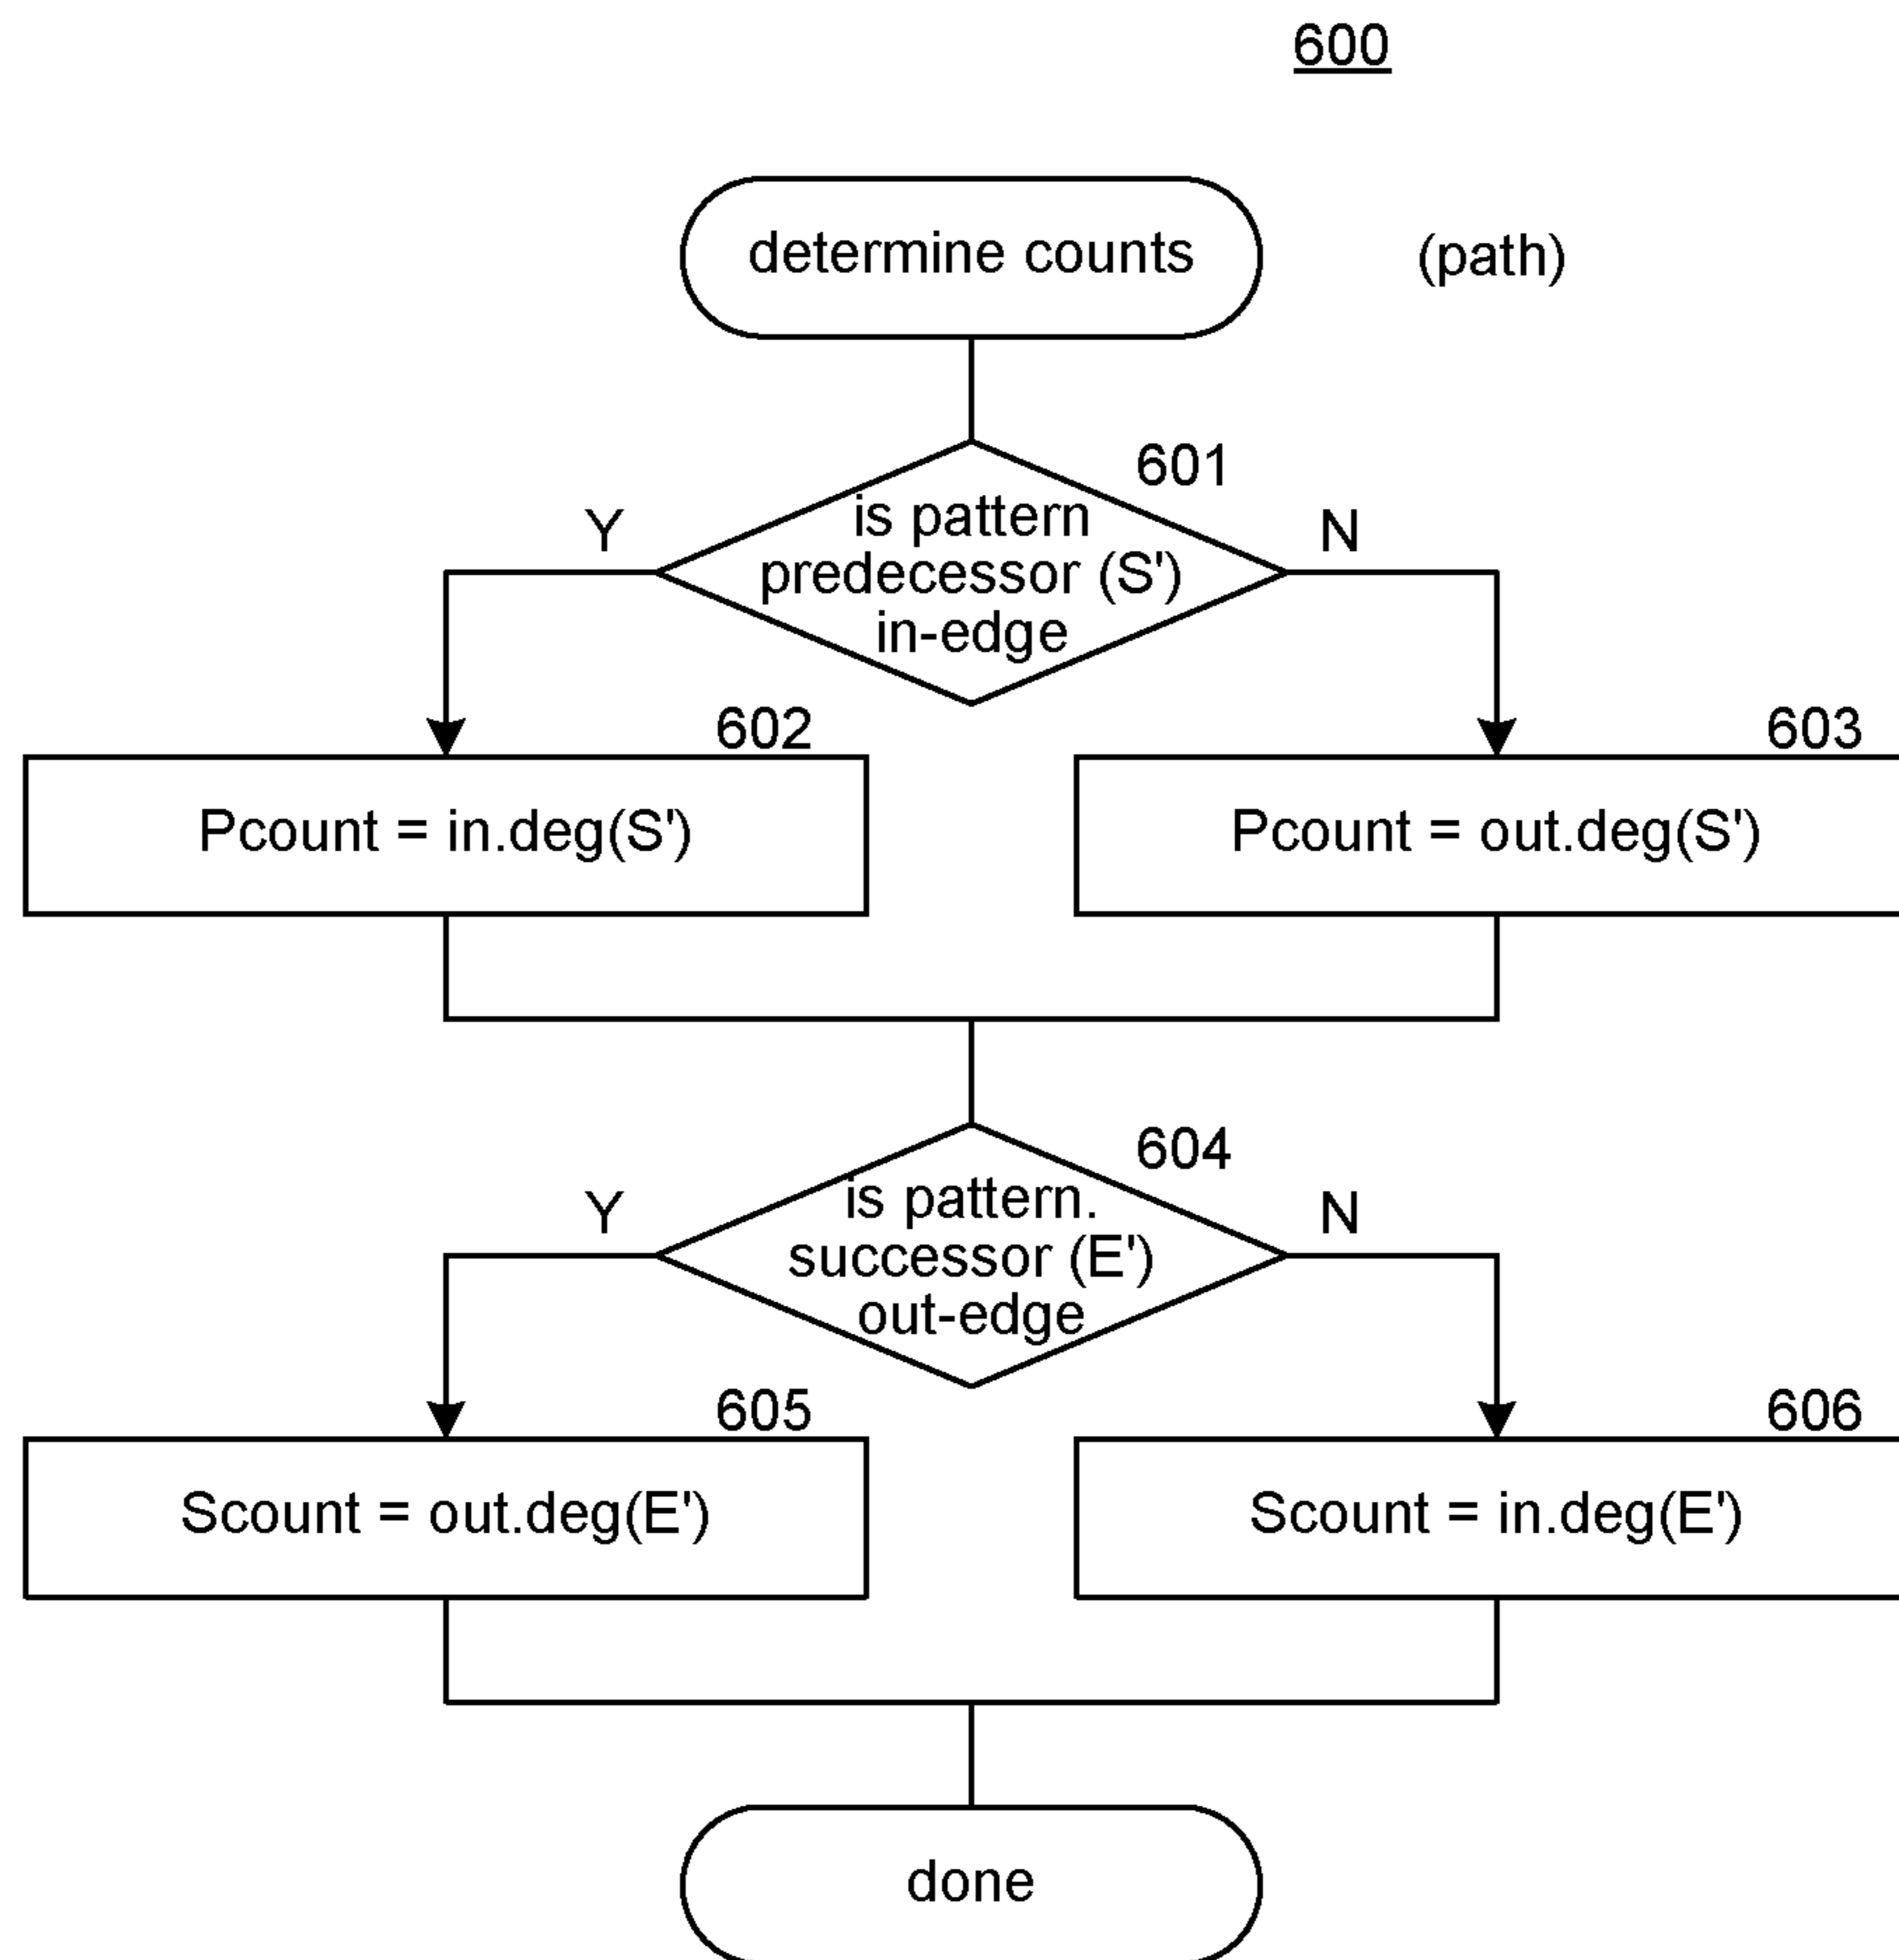 600
determine counts
(path)
601
Y
is pattern
N
predecessor (S')
in-edge
602
603
Pcount = in.deg(S')
Pcount = out.deg(S')
604
Y
is pattern.
N
successor (E')
out-edge
605
606
Scount = out.deg(E')
Scount = in.deg(E')
done